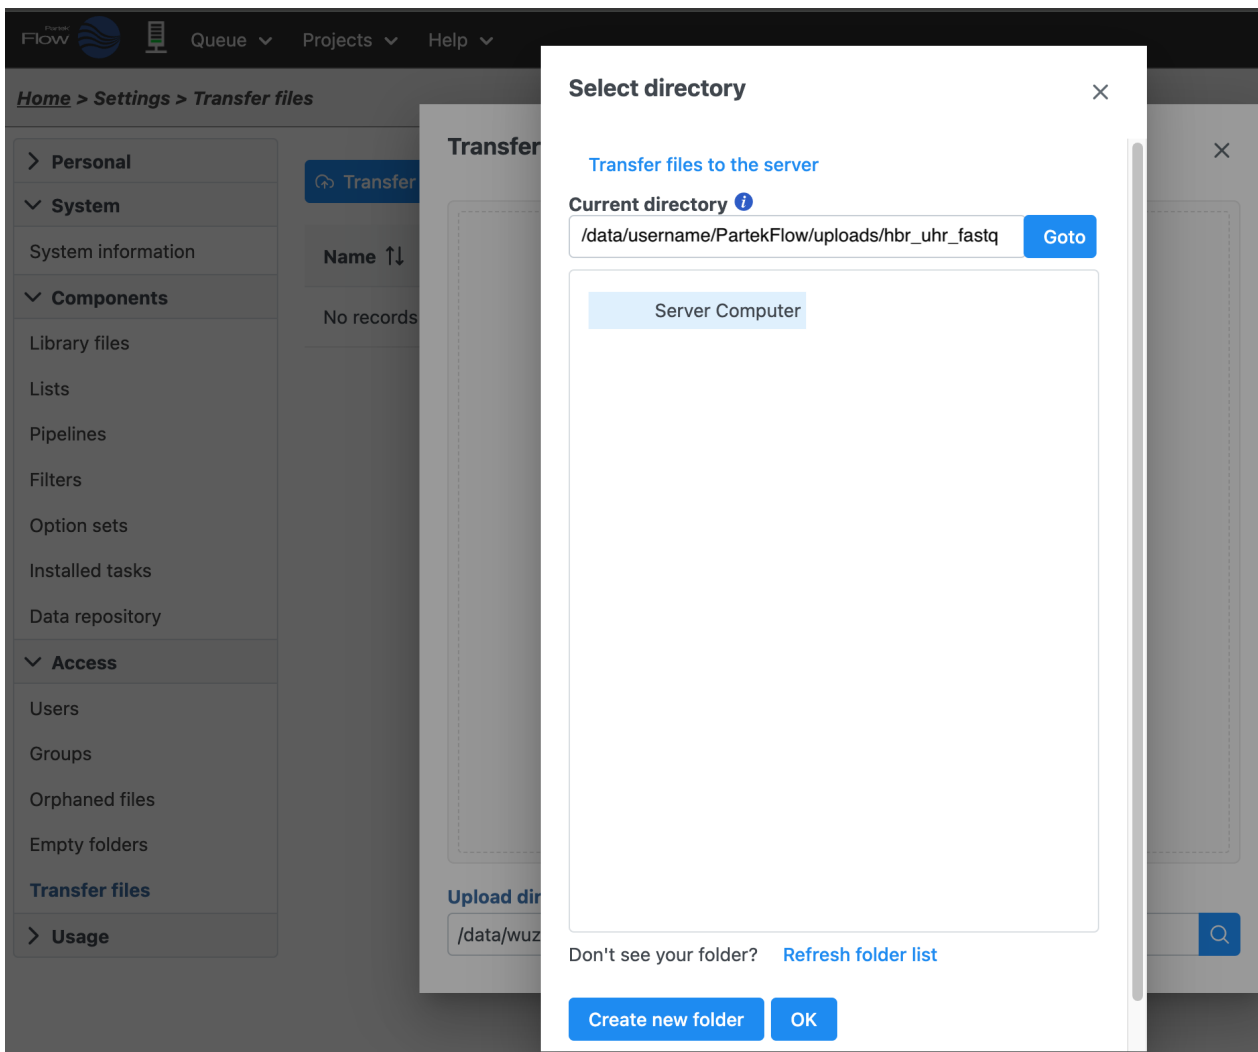 Partek
Flow
Queue
Projects
Help
Home > Settings > Transfer files
Personal
System
System information
Components
Library files
Lists
Pipelines
Filters
Option sets
Installed tasks
Data repository
Access
Users
Groups
Orphaned files
Empty folders
Transfer files
Usage
Transfer
Name
No records
Transfer
Upload dir
/data/wuz
Select directory
Transfer files to the server
Current directory
/data/username/PartekFlow/uploads/hbr_uhr_fastq
Goto
Server Computer
Don't see your folder? Refresh folder list
Create new folder
OK